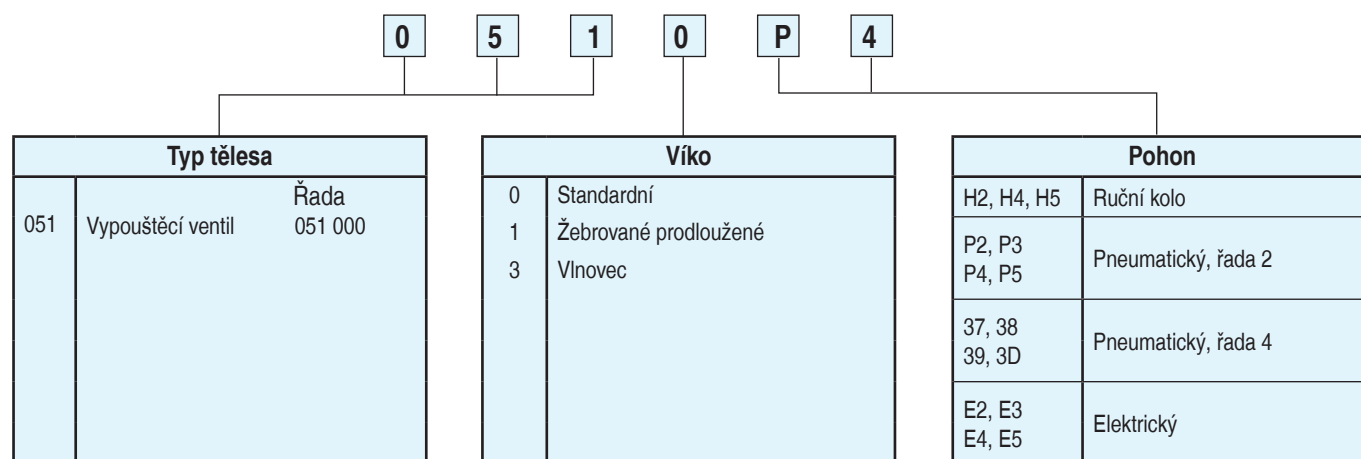 0 5 1 0 P 4
Typ tělesa
Řada
051 Vypouštěcí ventil 051 000
Víko
0 Standardní
1 Žebrované prodloužené
3 Vlnovec
Pohon
H2, H4, H5 Ruční kolo
P2, P3
P4, P5
Pneumatický, řada 2
37, 38
39, 3D
Pneumatický, řada 4
E2, E3
E4, E5
Elektrický